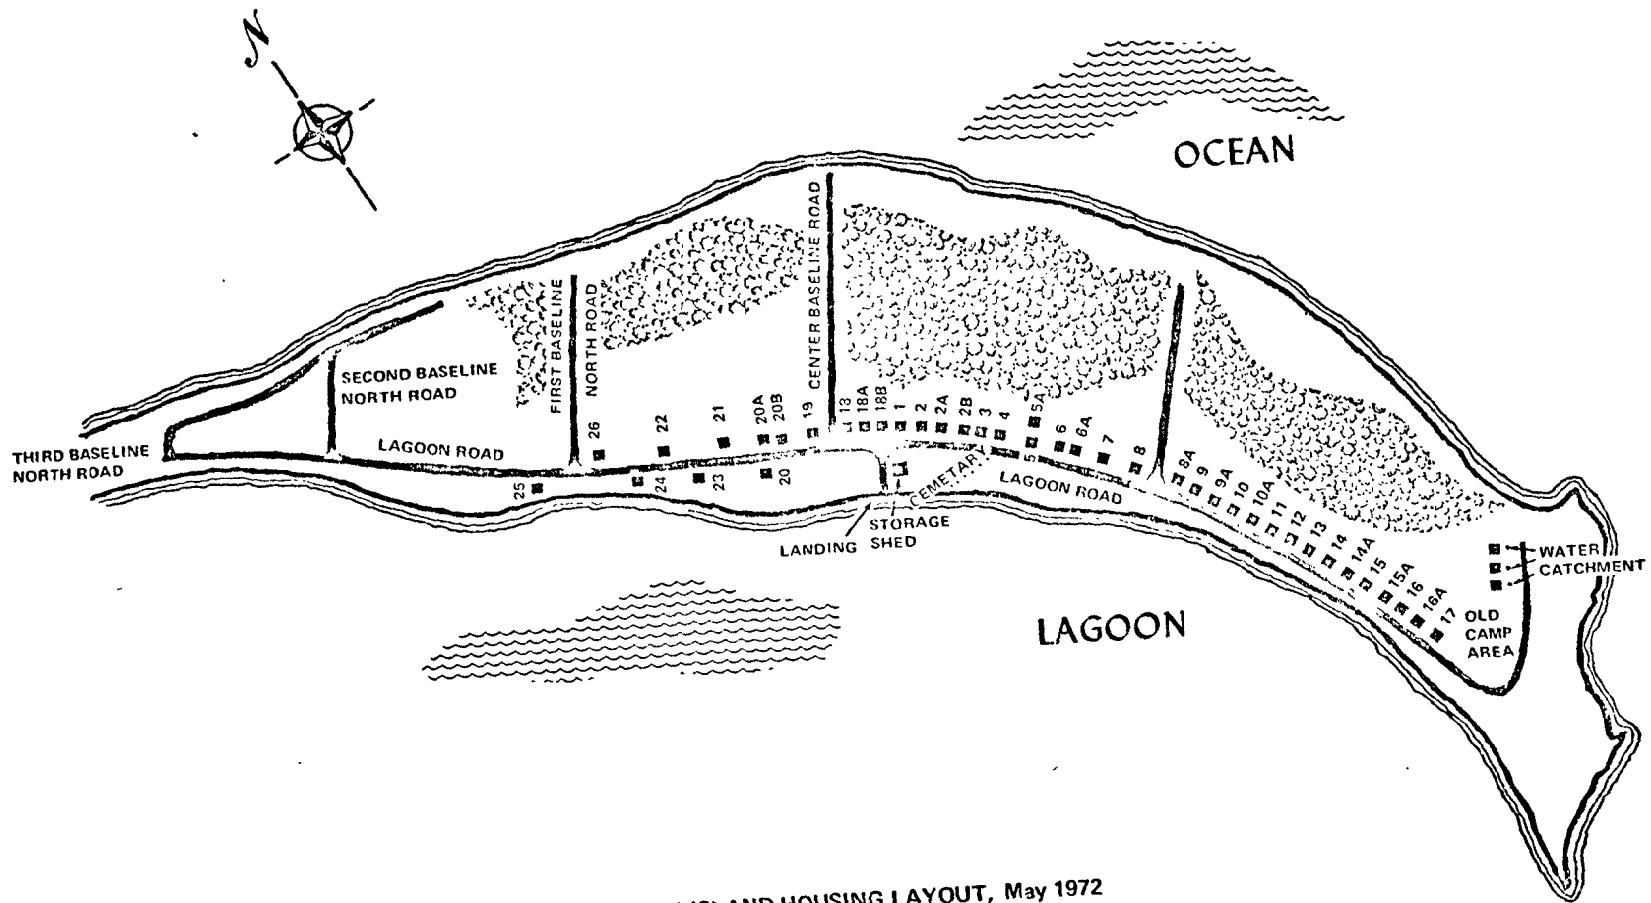 N
OCEAN
CENTER BASELINE ROAD
FIRST BASELINE
NORTH ROAD
SECOND BASELINE
NORTH ROAD
THIRD BASELINE
NORTH ROAD
LAGOON ROAD
26
22
21
20A
20B
19
13
18A
18B
1
2
2A
2B
3
4
5A
5
6
6A
7
8
8A
9
9A
10
10A
11
12
13
14
14A
15
15A
16
16A
17
25
24
23
20
LANDING
STORAGE
SHED
CEMETARY
LAGOON ROAD
WATER
CATCHMENT
OLD
CAMP
AREA
LAGOON
HOUSING LAYOUT, May 1972